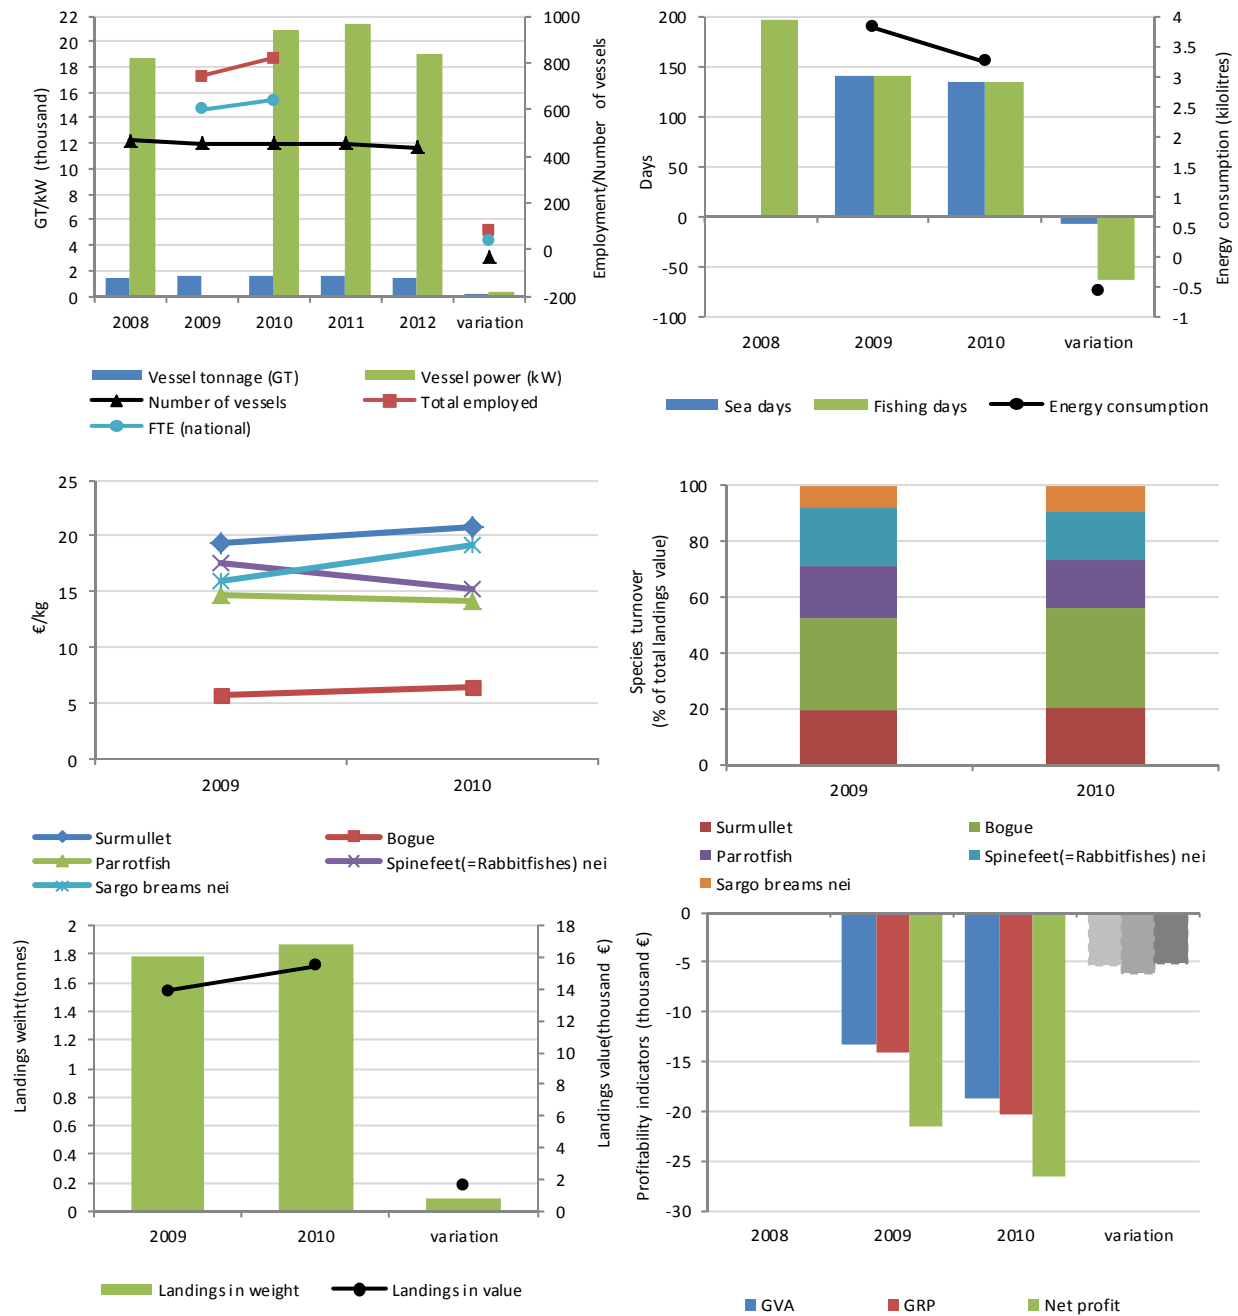 GT/kW (thousand)
22
20
18
16
14
12
10
8
6
4
2
0
1000
800
600
400
200
0
-200
Employment/Number of vessels
2008
2009
2010
2011
2012
variation
Vessel tonnage (GT)
Vessel power (kW)
Number of vessels
Total employed
FTE (national)
Days
200
150
100
50
0
-50
-100
4
3.5
3
2.5
2
1.5
1
0.5
0
-0.5
-1
Energy consumption (kilolitres)
2008
2009
2010
variation
Sea days
Fishing days
Energy consumption
€/kg
25
20
15
10
5
0
2009
2010
Surmullet
Bogue
Parrotfish
Spinefeet(=Rabbitfishes) nei
Sargo breams nei
Species turnover
(% of total landings value)
100
80
60
40
20
0
2009
2010
Surmullet
Bogue
Parrotfish
Spinefeet(=Rabbitfishes) nei
Sargo breams nei
Landings weiht(tonnes)
2
1.8
1.6
1.4
1.2
1
0.8
0.6
0.4
0.2
0
18
16
14
12
10
8
6
4
2
0
Landings value(thousand €)
2009
2010
variation
Landings in weight
Landings in value
Profitability indicators (thousand €)
0
-5
-10
-15
-20
-25
-30
2008
2009
2010
variation
GVA
GRP
Net profit